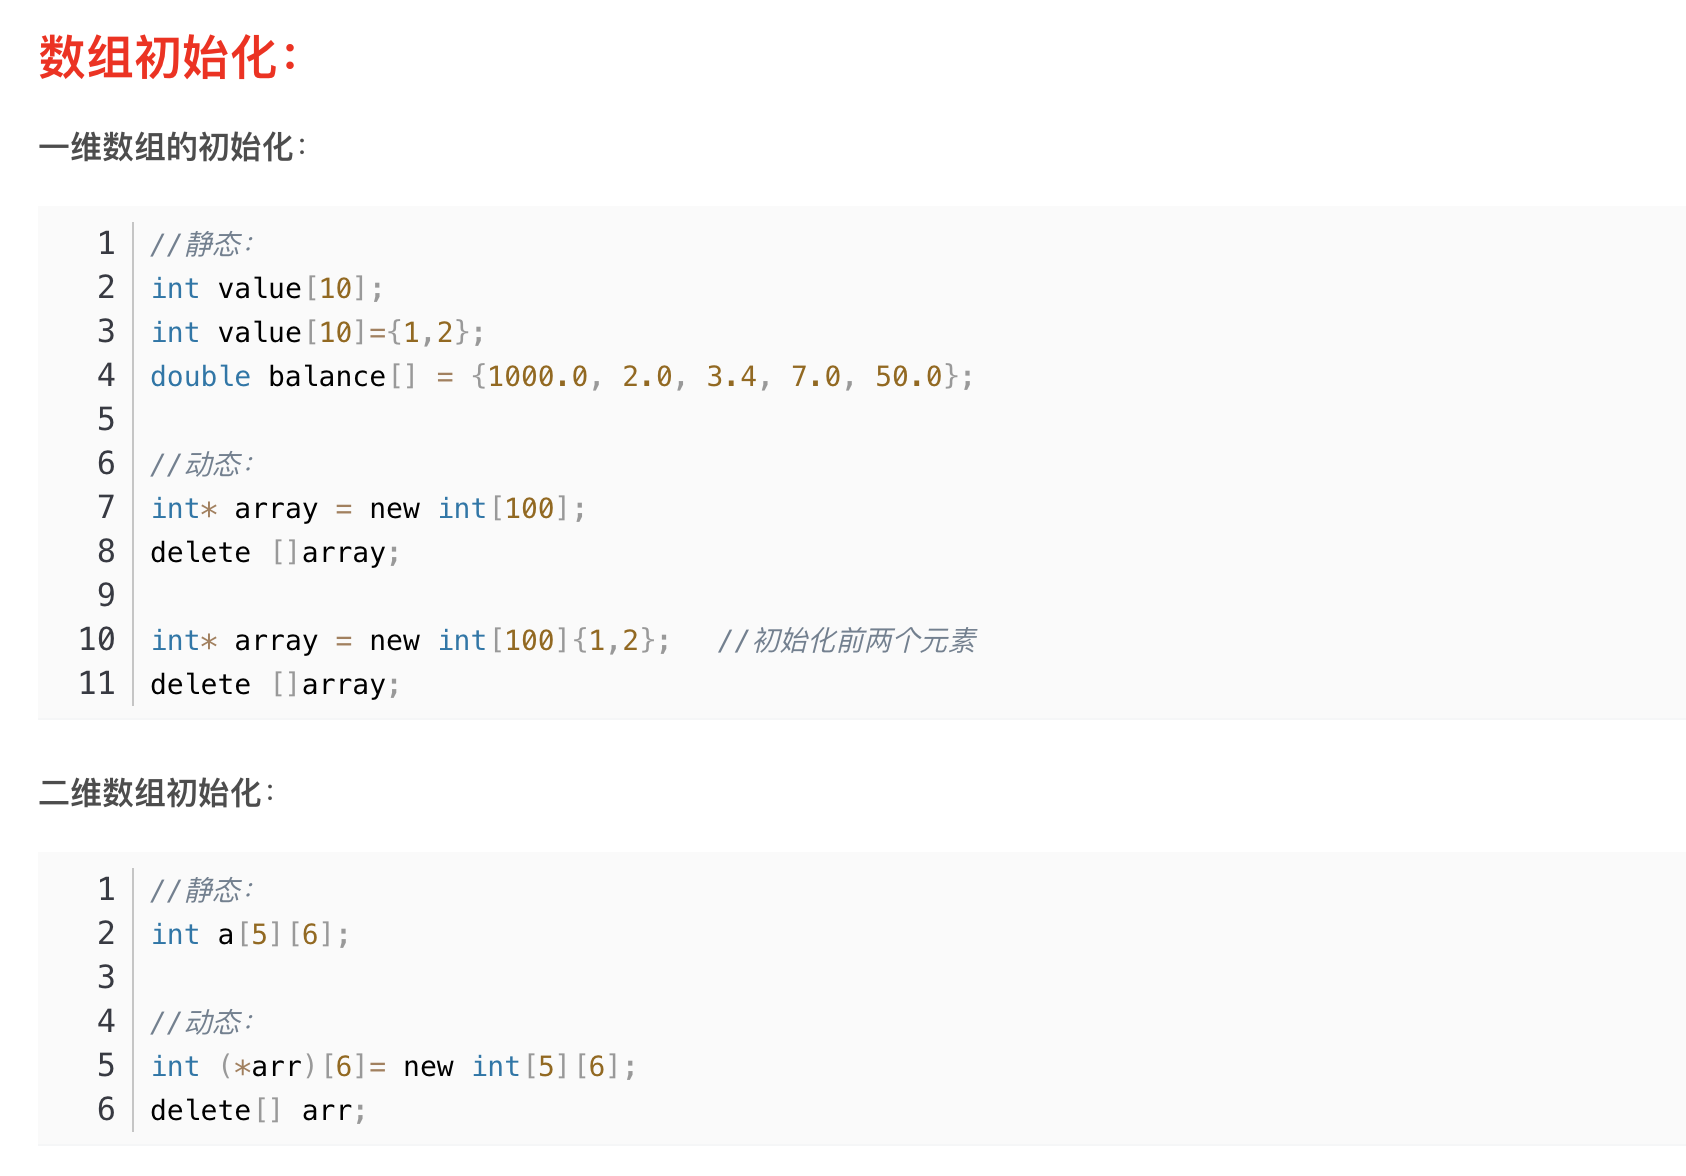 数组初始化：
一维数组的初始化：
1 //静态：
2 int value[10];
3 int value[10]={1,2};
4 double balance[] = {1000.0, 2.0, 3.4, 7.0, 50.0};
5
6 //动态：
7 int* array = new int[100];
8 delete []array;
9
10 int* array = new int[100]{1,2};   //初始化前两个元素
11 delete []array;
二维数组初始化：
1 //静态：
2 int a[5][6];
3
4 //动态：
5 int (*arr)[6]= new int[5][6];
6 delete[] arr;